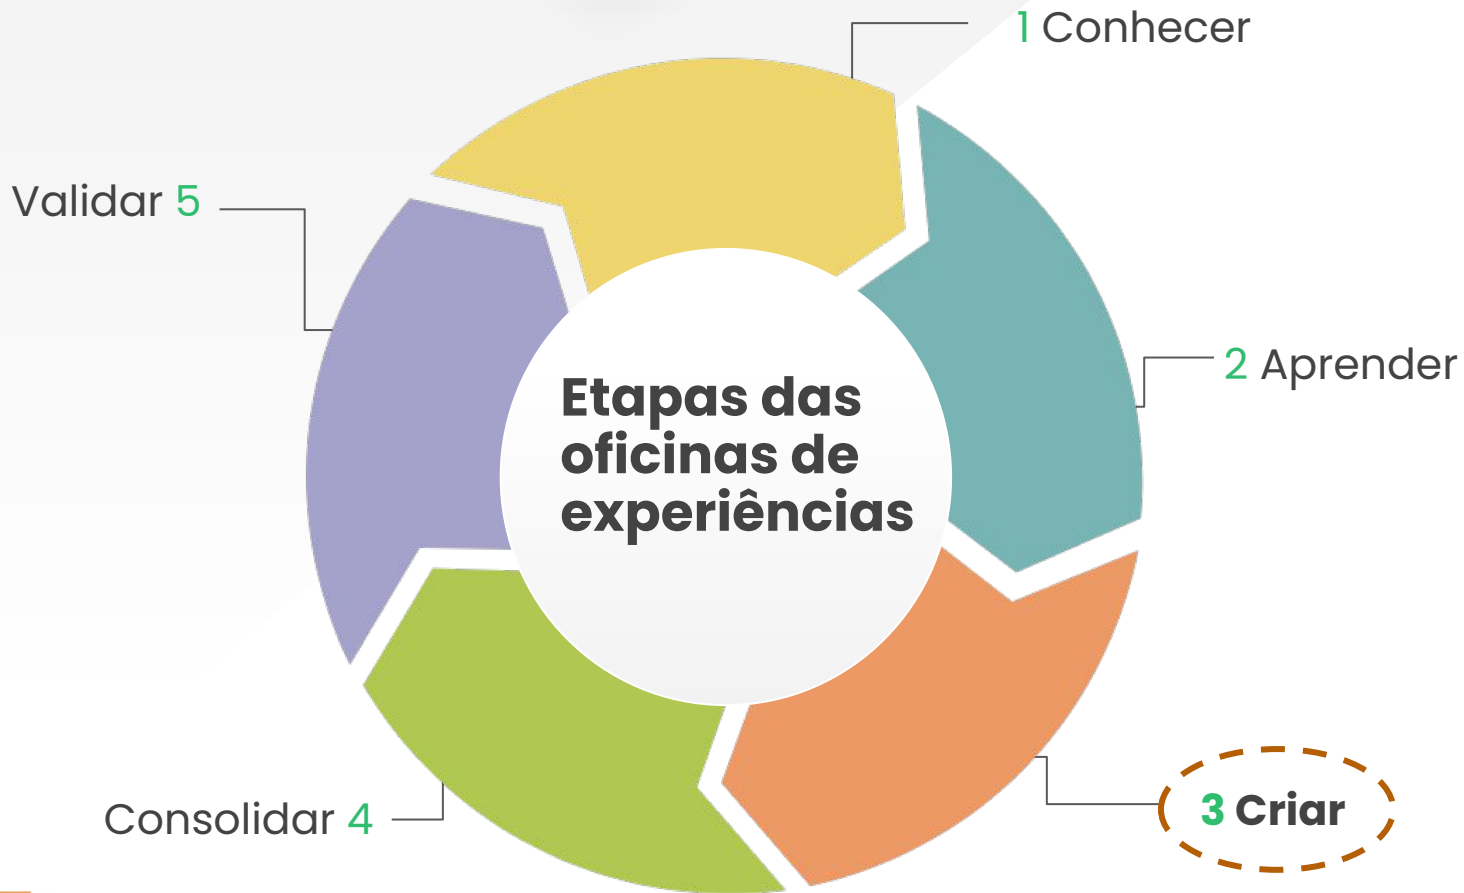 1 Conhecer
Validar 5
2 Aprender
Etapas das
oficinas de
experiências
3 Criar
Consolidar 4